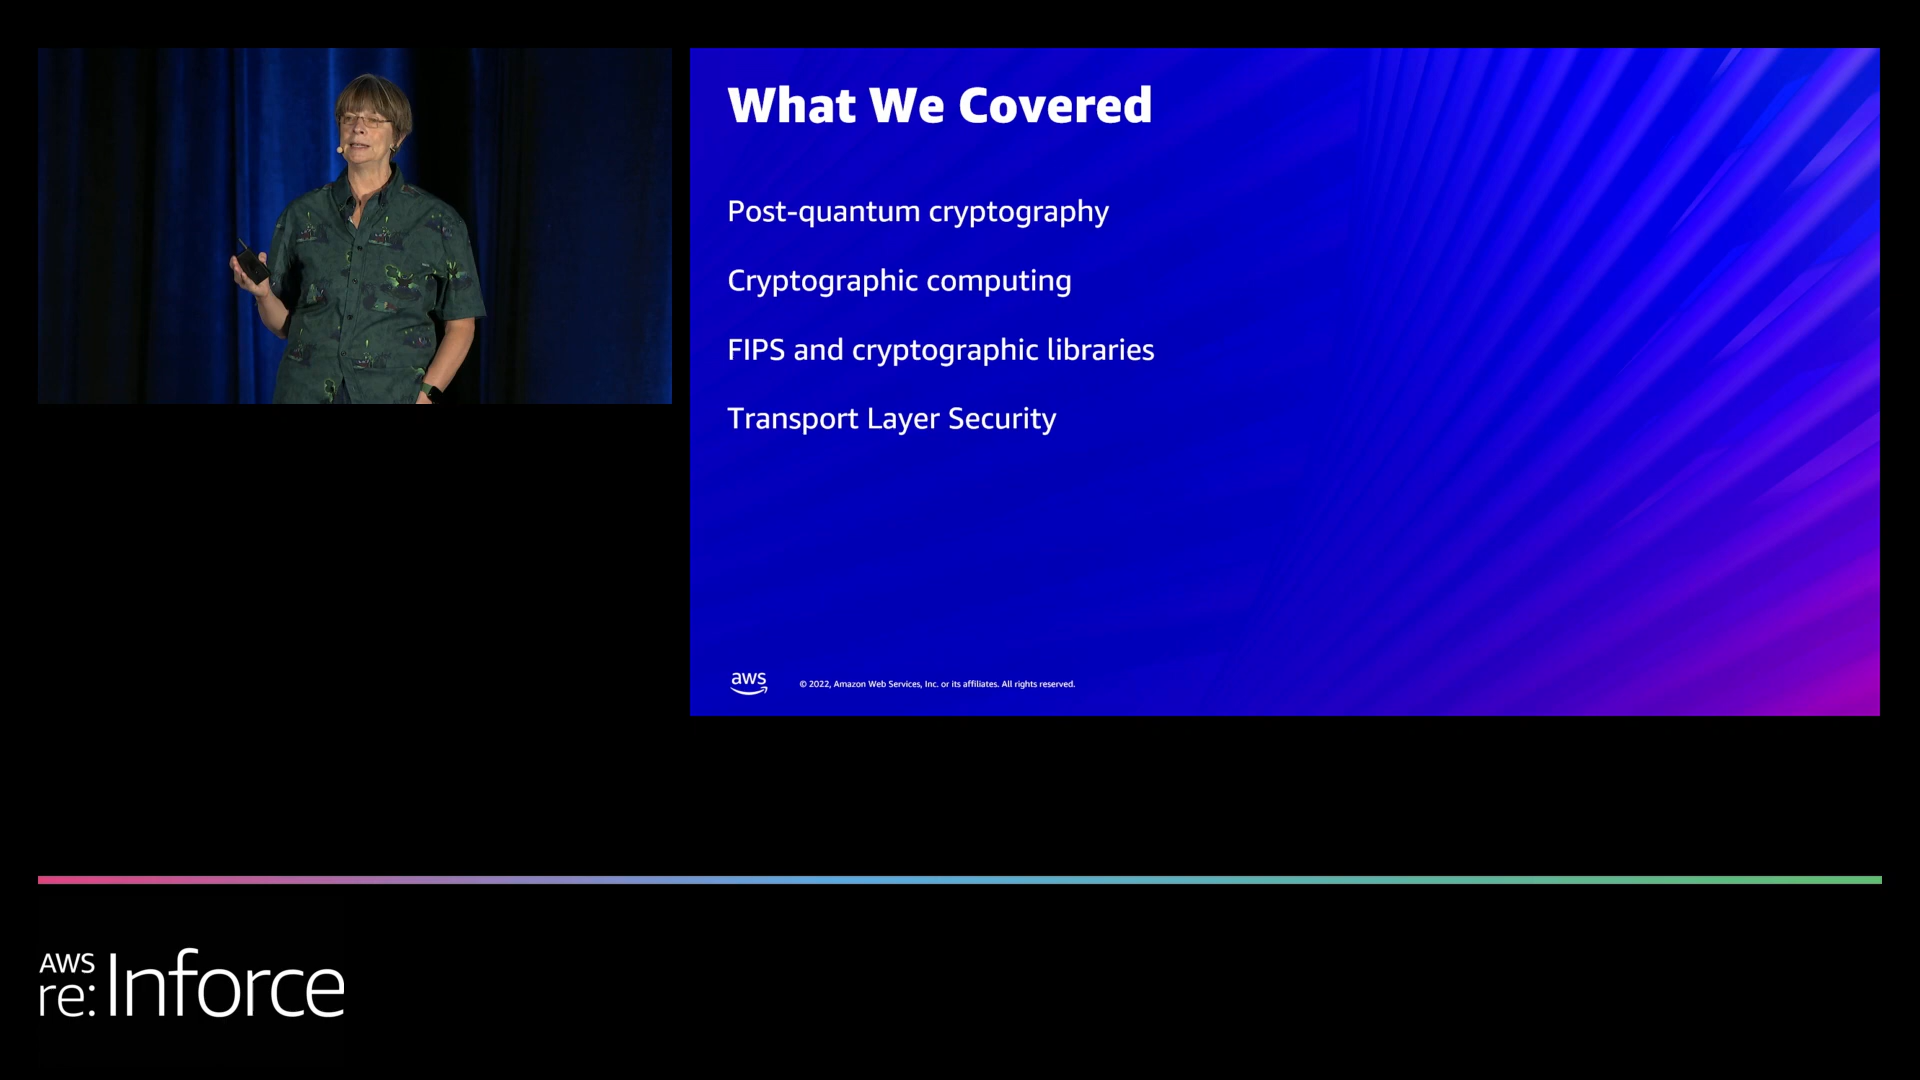 What We Covered
Post-quantum cryptography
Cryptographic computing
FIPS and cryptographic libraries
Transport Layer Security
aws
© 2022, Amazon Web Services, Inc. or its affiliates. All rights reserved.
AWS
re:Inforce